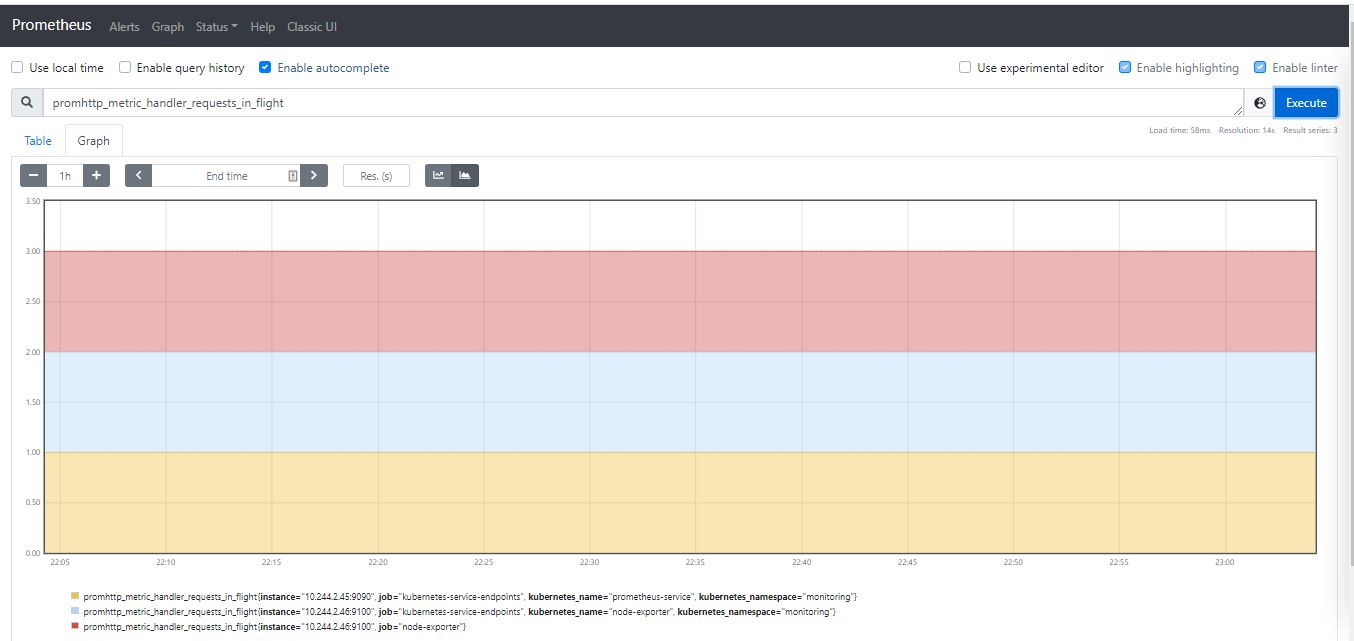 Prometheus Alerts Graph Status Help Classic UI
Use local time Enable query history Enable autocomplete Use experimental editor Enable highlighting Enable linter
promhttp_metric_handler_requests_in_flight Execute
Load time: 58ms Resolution: 14s Result series: 3
Table Graph
1h End time Res. (s)
3.50
3.00
2.50
2.00
1.50
1.00
0.50
0.00
22:05 22:10 22:15 22:20 22:25 22:30 22:35 22:40 22:45 22:50 22:55 23:00
promhttp_metric_handler_requests_in_flight{instance="10.244.2.45:9090", job="kubernetes-service-endpoints", kubernetes_name="prometheus-service", kubernetes_namespace="monitoring"}
promhttp_metric_handler_requests_in_flight{instance="10.244.2.46:9100", job="kubernetes-service-endpoints", kubernetes_name="node-exporter", kubernetes_namespace="monitoring"}
promhttp_metric_handler_requests_in_flight{instance="10.244.2.46:9100", job="node-exporter"}